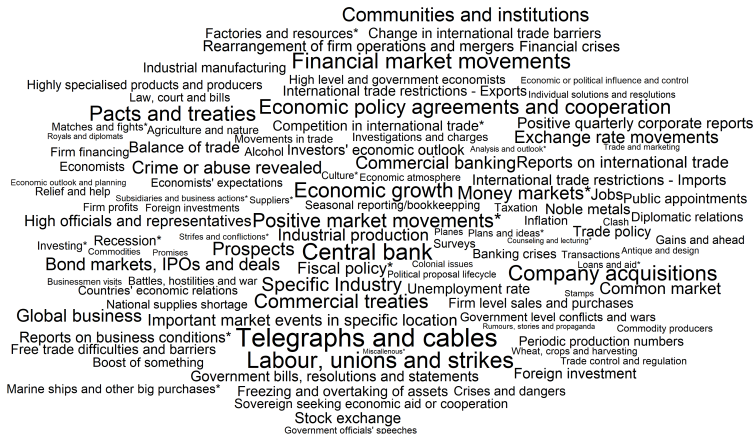 Communities and institutions
Factories and resources* Change in international trade barriers
Rearrangement of firm operations and mergers Financial crises
Industrial manufacturing Financial market movements
Highly specialised products and producers High level and government economists Economic or political influence and control
Law, court and bills International trade restrictions - Exports Individual solutions and resolutions
Pacts and treaties Economic policy agreements and cooperation
Matches and fights* Agriculture and nature Competition in international trade* Positive quarterly corporate reports
Royals and diplomats Movements in trade Investigations and charges Exchange rate movements
Firm financing Balance of trade Alcohol Investors' economic outlook Analysis and outlook* Trade and marketing
Economists Crime or abuse revealed Commercial banking Reports on international trade
Culture* Economic atmosphere
Economic outlook and planning Economists' expectations International trade restrictions - Imports
Relief and help Economic growth Money markets* Jobs Public appointments
Subsidiaries and business actions* Suppliers* Seasonal reporting/bookkeepping Taxation Noble metals
Firm profits Foreign investments
High officials and representatives Positive market movements* Inflation Clash Diplomatic relations
Investing* Recession* Strifes and conflictions* Industrial production Planes Plans and ideas* Trade policy
Commodities Promises Prospects Central bank Surveys Counseling and lecturing* Gains and ahead
Banking crises Transactions Antique and design
Bond markets, IPOs and deals Fiscal policy* Colonial issues Loans and aid*
Political proposal lifecycle Company acquisitions
Businessmen visits Battles, hostilities and war Specific Industry Unemployment rate Stamps Common market
Countries' economic relations
National supplies shortage Commercial treaties Firm level sales and purchases
Global business Important market events in specific location Government level conflicts and wars
Rumours, stories and propaganda Commodity producers
Reports on business conditions* Telegraphs and cables Periodic production numbers
Free trade difficulties and barriers Miscallenous* Wheat, crops and harvesting
Boost of something Labour, unions and strikes Trade control and regulation
Government bills, resolutions and statements Foreign investment
Marine ships and other big purchases* Freezing and overtaking of assets Crises and dangers
Sovereign seeking economic aid or cooperation
Stock exchange
Government officials' speeches